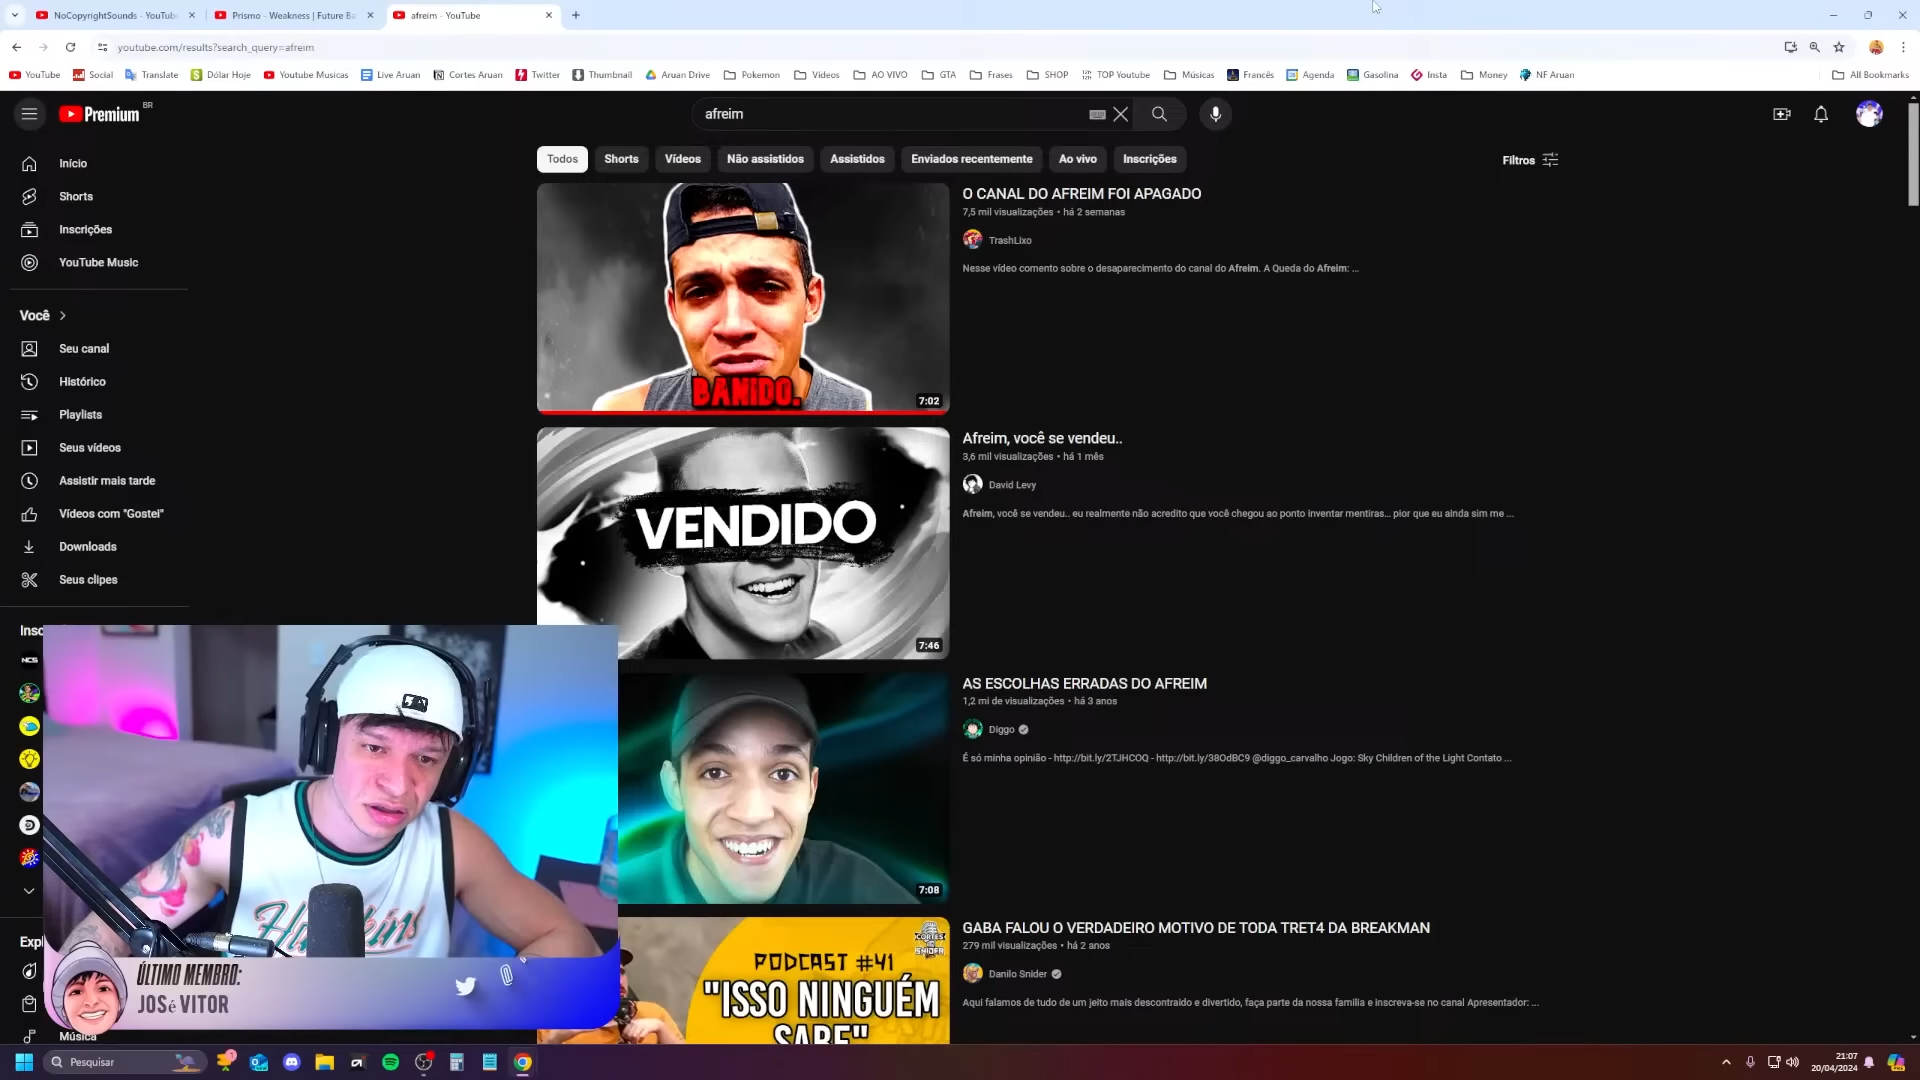 NoCopyrightSounds - YouTub
Prismo - Weakness | Future Ba
afreim - YouTube
youtube.com/results?search_query=afreim
YouTube
Social
Translate
Dólar Hoje
Youtube Musicas
Live Aruan
Cortes Aruan
Twitter
Thumbnail
Aruan Drive
Pokemon
Vídeos
AO VIVO
GTA
Frases
SHOP
TOP Youtube
Músicas
Francês
Agenda
Gasolina
Insta
Money
NF Aruan
All Bookmarks
Premium
BR
afreim
Início
Shorts
Inscrições
YouTube Music
Você
Seu canal
Histórico
Playlists
Seus vídeos
Assistir mais tarde
Vídeos com "Gostei"
Downloads
Seus clipes
Insc
NCS
Expl
Música
Todos
Shorts
Vídeos
Não assistidos
Assistidos
Enviados recentemente
Ao vivo
Inscrições
Filtros
BANIDO.
7:02
O CANAL DO AFREIM FOI APAGADO
7,5 mil visualizações • há 2 semanas
TrashLixo
Nesse vídeo comento sobre o desaparecimento do canal do Afreim. A Queda do Afreim: ...
VENDIDO
7:46
Afreim, você se vendeu..
3,6 mil visualizações • há 1 mês
David Levy
Afreim, você se vendeu.. eu realmente não acredito que você chegou ao ponto inventar mentiras... pior que eu ainda sim me ...
7:08
AS ESCOLHAS ERRADAS DO AFREIM
1,2 mi de visualizações • há 3 anos
Diggo
É só minha opinião - http://bit.ly/2TJHCOQ - http://bit.ly/38OdBC9 @diggo_carvalho Jogo: Sky Children of the Light Contato ...
PODCAST #41
"ISSO NINGUÉM
SABE"
CORTES
SNIDER
GABA FALOU O VERDADEIRO MOTIVO DE TODA TRET4 DA BREAKMAN
279 mil visualizações • há 2 anos
Danilo Snider
Aqui falamos de tudo de um jeito mais descontraido e divertido, faça parte da nossa familia e inscreva-se no canal Apresentador: ...
ÚLTIMO MEMBRO:
JOSé VITOR
Pesquisar
21:07
20/04/2024